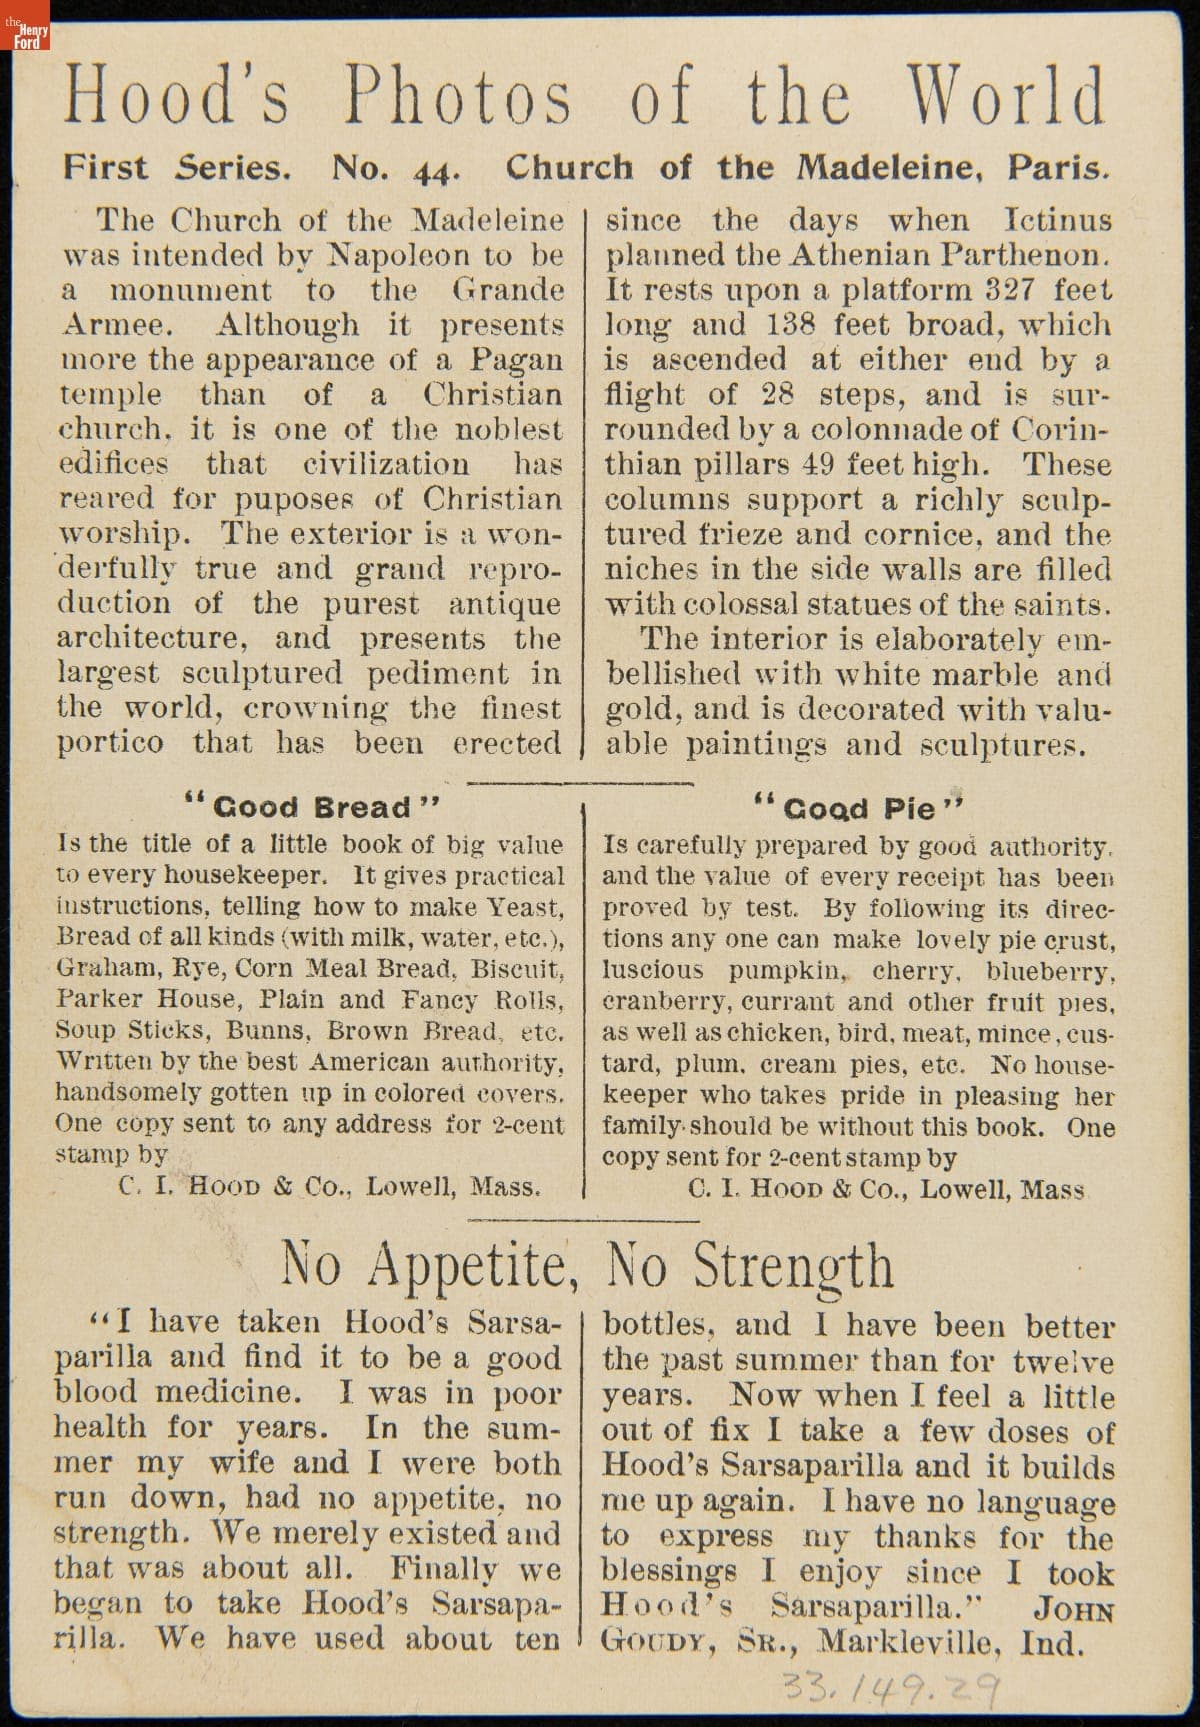 the
Henry
Ford
Hood's Photos of the World
First Series. No. 44. Church of the Madeleine, Paris.
The Church of the Madeleine
was intended by Napoleon to be
a monument to the Grande
Armee. Although it presents
more the appearance of a Pagan
temple than of a Christian
church, it is one of the noblest
edifices that civilization has
reared for puposes of Christian
worship. The exterior is a won-
derfully true and grand repro-
duction of the purest antique
architecture, and presents the
largest sculptured pediment in
the world, crowning the finest
portico that has been erected
since the days when Ictinus
planned the Athenian Parthenon.
It rests upon a platform 327 feet
long and 138 feet broad, which
is ascended at either end by a
flight of 28 steps, and is sur-
rounded by a colonnade of Corin-
thian pillars 49 feet high. These
columns support a richly sculp-
tured frieze and cornice, and the
niches in the side walls are filled
with colossal statues of the saints.
The interior is elaborately em-
bellished with white marble and
gold, and is decorated with valu-
able paintings and sculptures.
"Good Bread"
Is the title of a little book of big value
to every housekeeper. It gives practical
instructions, telling how to make Yeast,
Bread of all kinds (with milk, water, etc.),
Graham, Rye, Corn Meal Bread, Biscuit,
Parker House, Plain and Fancy Rolls,
Soup Sticks, Bunns, Brown Bread, etc.
Written by the best American authority,
handsomely gotten up in colored covers.
One copy sent to any address for 2-cent
stamp by
C. I. HOOD & Co., Lowell, Mass.
"Good Pie"
Is carefully prepared by good authority,
and the value of every receipt has been
proved by test. By following its direc-
tions any one can make lovely pie crust,
luscious pumpkin, cherry, blueberry,
cranberry, currant and other fruit pies,
as well as chicken, bird, meat, mince, cus-
tard, plum, cream pies, etc. No house-
keeper who takes pride in pleasing her
family should be without this book. One
copy sent for 2-cent stamp by
C. I. HOOD & Co., Lowell, Mass
No Appetite, No Strength
"I have taken Hood's Sarsa-
parilla and find it to be a good
blood medicine. I was in poor
health for years. In the sum-
mer my wife and I were both
run down, had no appetite, no
strength. We merely existed and
that was about all. Finally we
began to take Hood's Sarsapa-
rilla. We have used about ten
bottles, and I have been better
the past summer than for twelve
years. Now when I feel a little
out of fix I take a few doses of
Hood's Sarsaparilla and it builds
me up again. I have no language
to express my thanks for the
blessings I enjoy since I took
Hood's Sarsaparilla." JOHN
GOUDY, SR., Markleville, Ind.
33.149.29